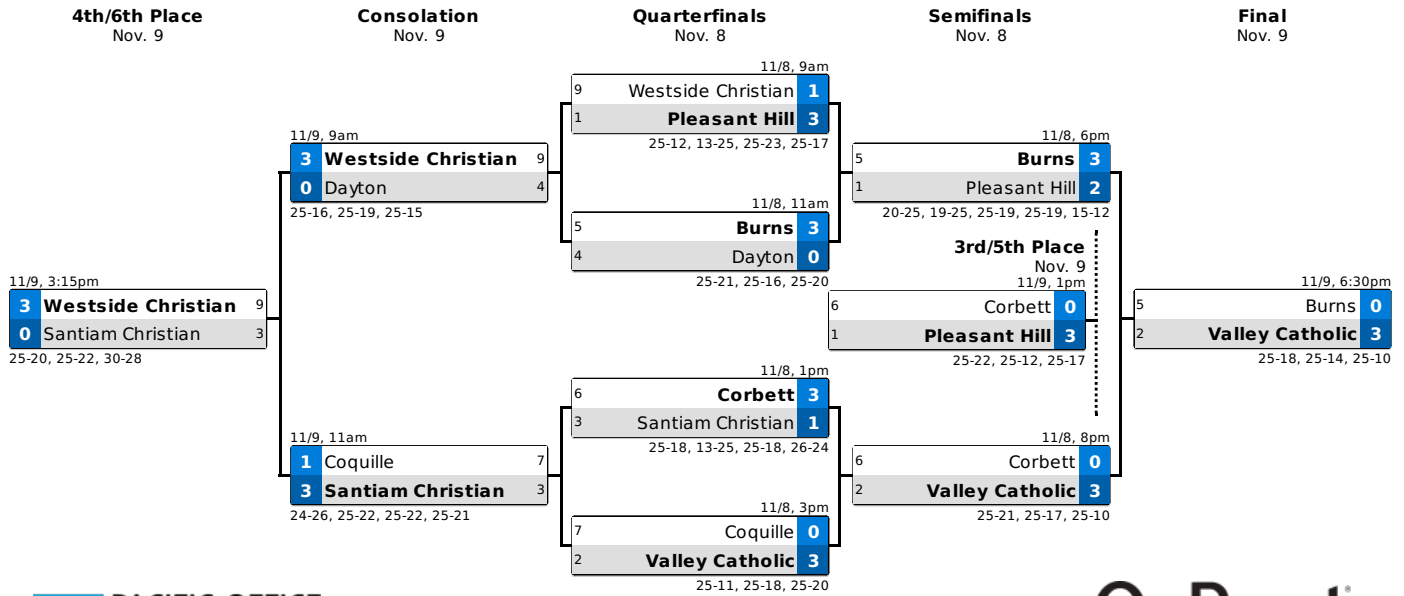 4th/6th Place
Nov. 9
Consolation
Nov. 9
Quarterfinals
Nov. 8
Semifinals
Nov. 8
Final
Nov. 9
11/9, 3:15pm
3 Westside Christian 9
0 Santiam Christian 3
25-20, 25-22, 30-28
11/9, 9am
3 Westside Christian 9
0 Dayton 4
25-16, 25-19, 25-15
11/9, 11am
1 Coquille 7
3 Santiam Christian 3
24-26, 25-22, 25-22, 25-21
11/8, 9am
9 Westside Christian 1
1 Pleasant Hill 3
25-12, 13-25, 25-23, 25-17
11/8, 11am
5 Burns 3
4 Dayton 0
25-21, 25-16, 25-20
11/8, 1pm
6 Corbett 3
3 Santiam Christian 1
25-18, 13-25, 25-18, 26-24
11/8, 3pm
7 Coquille 0
2 Valley Catholic 3
25-11, 25-18, 25-20
11/8, 6pm
5 Burns 3
1 Pleasant Hill 2
20-25, 19-25, 25-19, 25-19, 15-12
3rd/5th Place
Nov. 9
11/9, 1pm
6 Corbett 0
1 Pleasant Hill 3
25-22, 25-12, 25-17
11/8, 8pm
6 Corbett 0
2 Valley Catholic 3
25-21, 25-17, 25-10
11/9, 6:30pm
5 Burns 0
2 Valley Catholic 3
25-18, 25-14, 25-10
PACIFIC OFFICE